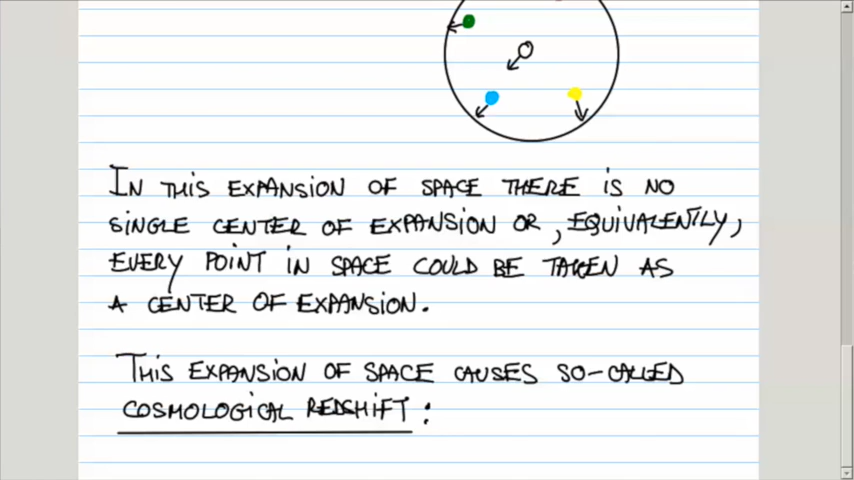 IN THIS EXPANSION OF SPACE THERE IS NO
SINGLE CENTER OF EXPANSION OR, EQUIVALENTLY,
EVERY POINT IN SPACE COULD BE TAKEN AS
A CENTER OF EXPANSION.
THIS EXPANSION OF SPACE CAUSES SO-CALLED
COSMOLOGICAL REDSHIFT: